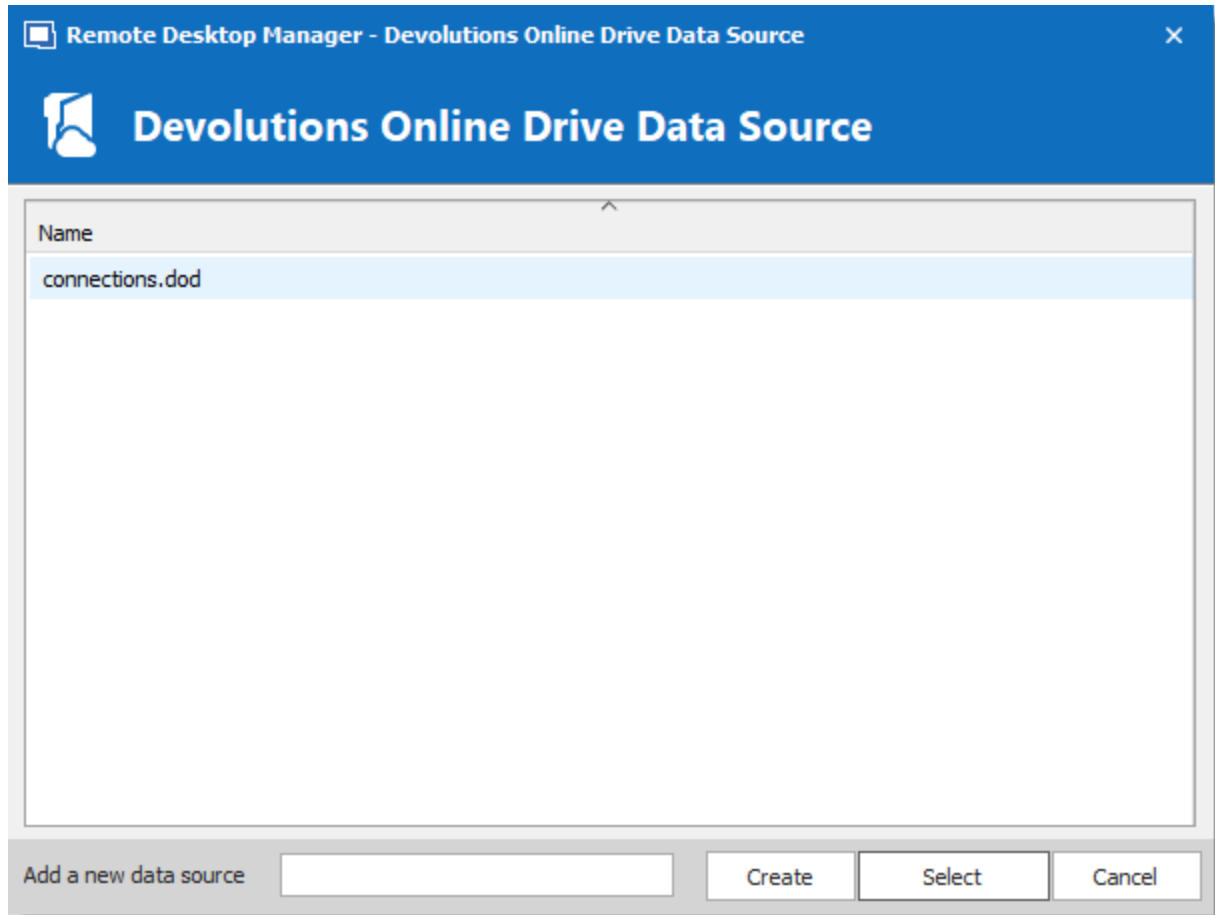 Remote Desktop Manager - Devolutions Online Drive Data Source
Devolutions Online Drive Data Source
Name
connections.dod
Add a new data source Create Select Cancel